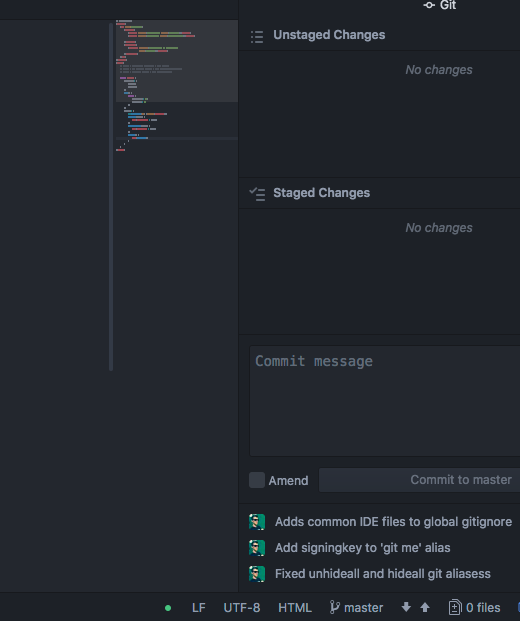 Git
Unstaged Changes
No changes
Staged Changes
No changes
Commit message
Amend
Commit to master
Adds common IDE files to global gitignore
Add signingkey to 'git me' alias
Fixed unhideall and hideall git aliasess
LF UTF-8 HTML master 0 files